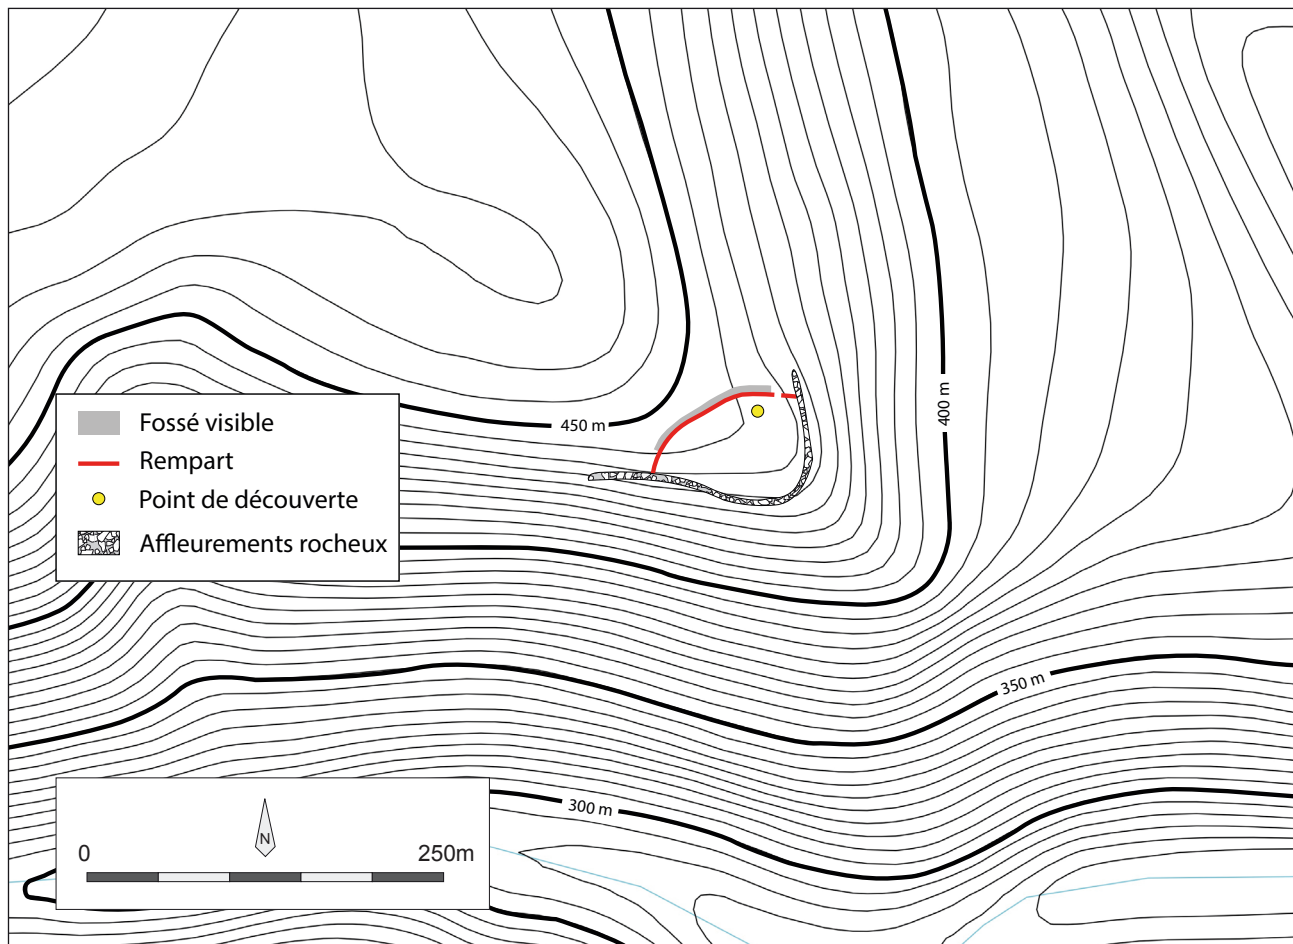 450 m
400 m
Fossé visible
Rempart
Point de découverte
Affleurements rocheux
350 m
300 m
N
0 250m